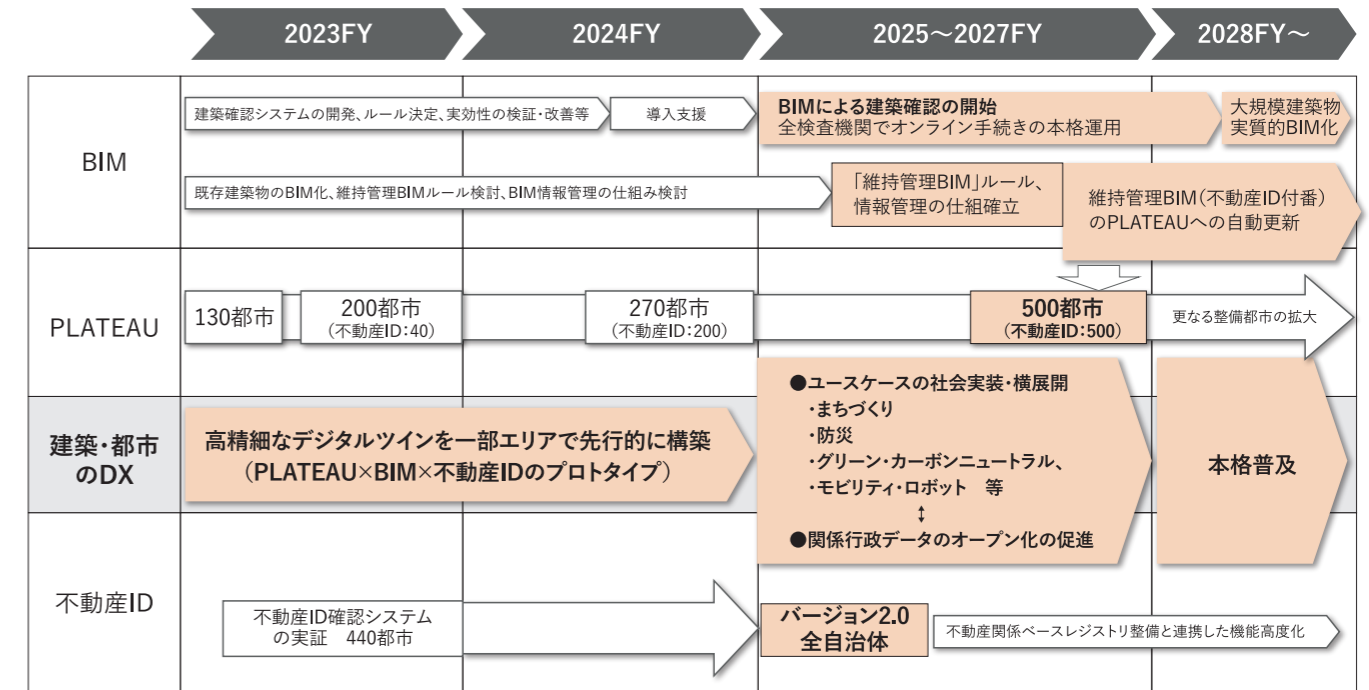 2023FY
2024FY
2025～2027FY
2028FY～
BIM
建築確認システムの開発、ルール決定、実効性の検証・改善等
導入支援
BIMによる建築確認の開始
全検査機関でオンライン手続きの本格運用
大規模建築物
実質的BIM化
既存建築物のBIM化、維持管理BIMルール検討、BIM情報管理の仕組み検討
「維持管理BIM」ルール、
情報管理の仕組確立
維持管理BIM（不動産ID付番）
のPLATEAUへの自動更新
PLATEAU
130都市
200都市
（不動産ID：40）
270都市
（不動産ID：200）
500都市
（不動産ID：500）
更なる整備都市の拡大
建築・都市
のDX
高精細なデジタルツインを一部エリアで先行的に構築
（PLATEAU×BIM×不動産IDのプロトタイプ）
●ユースケースの社会実装・横展開
・まちづくり
・防災
・グリーン・カーボンニュートラル、
・モビリティ・ロボット　等
↕
●関係行政データのオープン化の促進
本格普及
不動産ID
不動産ID確認システム
の実証　440都市
バージョン2.0
全自治体
不動産関係ベースレジストリ整備と連携した機能高度化